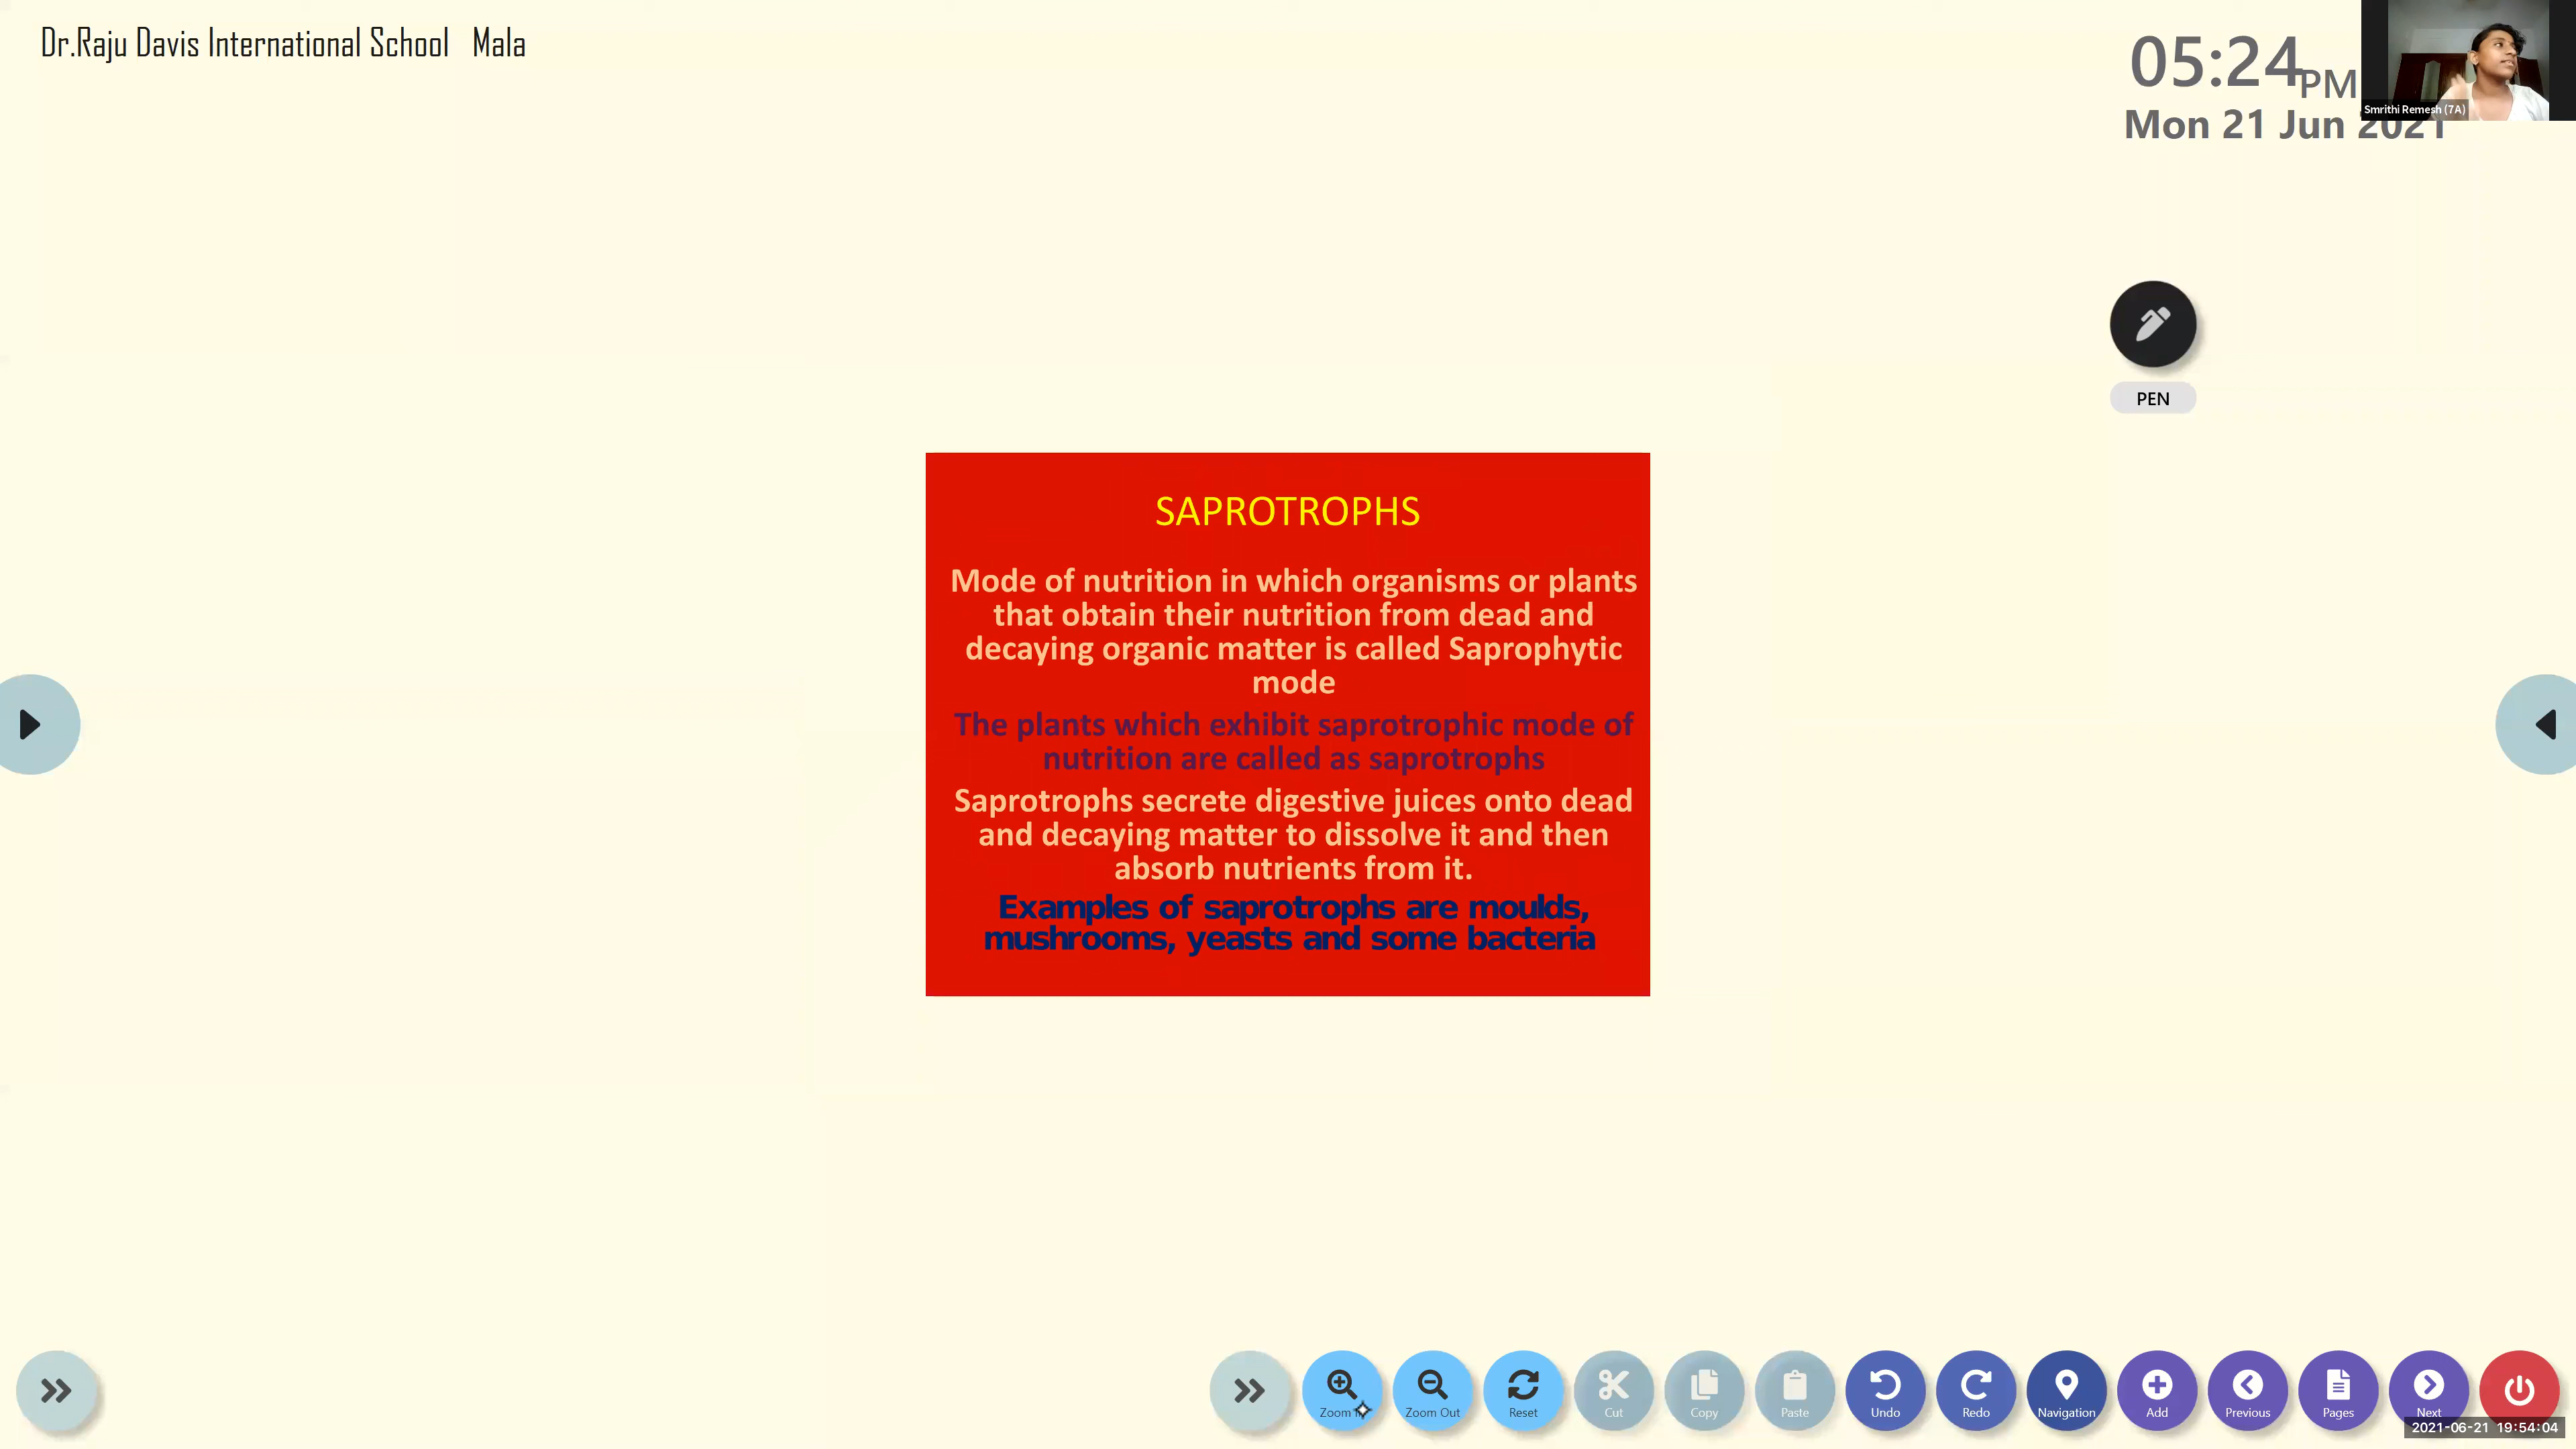 Dr.Raju Davis International School Mala
05:24PM
Mon 21 Jun 2021
Smrithi Remesh (7A)
PEN
SAPROTROPHS
Mode of nutrition in which organisms or plants
that obtain their nutrition from dead and
decaying organic matter is called Saprophytic
mode
The plants which exhibit saprotrophic mode of
nutrition are called as saprotrophs
Saprotrophs secrete digestive juices onto dead
and decaying matter to dissolve it and then
absorb nutrients from it.
Examples of saprotrophs are moulds,
mushrooms, yeasts and some bacteria
Zoom In Zoom Out Reset Cut Copy Paste Undo Redo Navigation Add Previous Pages Next
2021-06-21 19:54:04